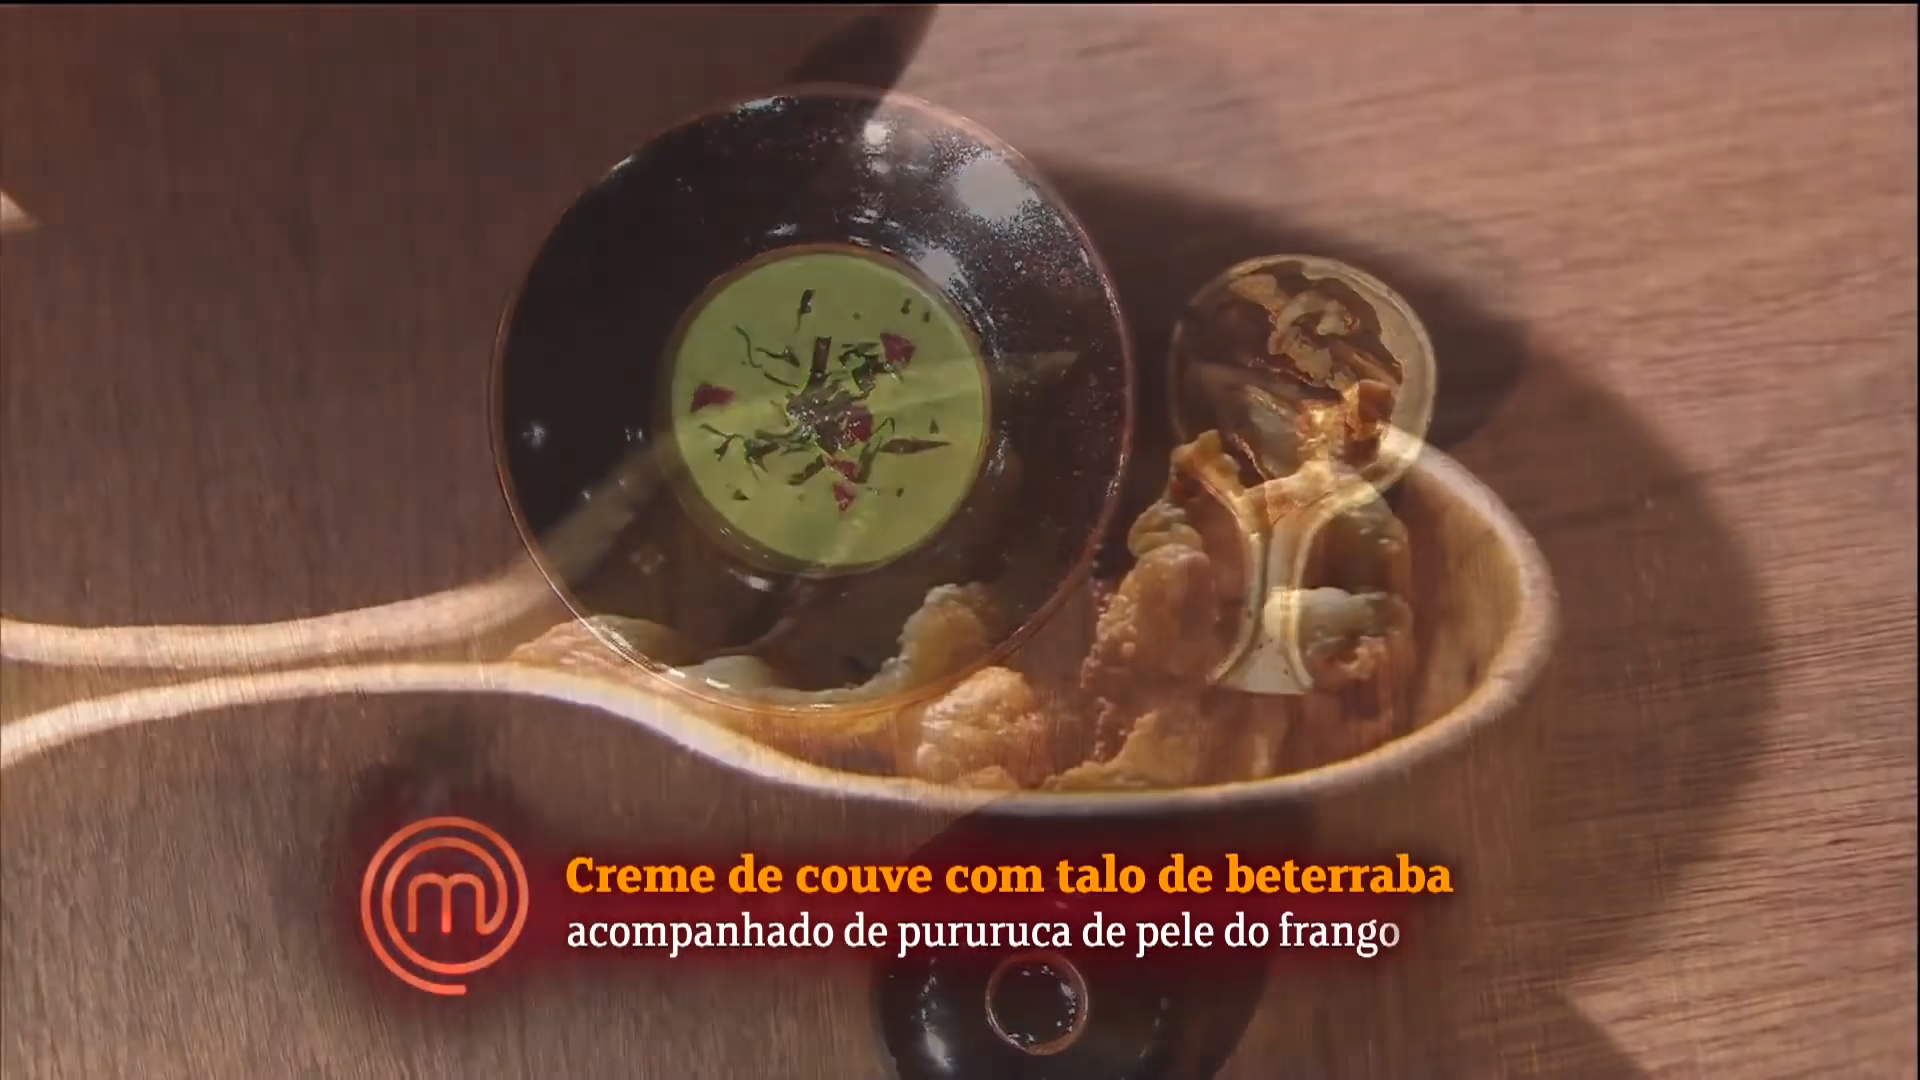 Creme de couve com talo de beterraba
acompanhado de pururuca de pele do frango